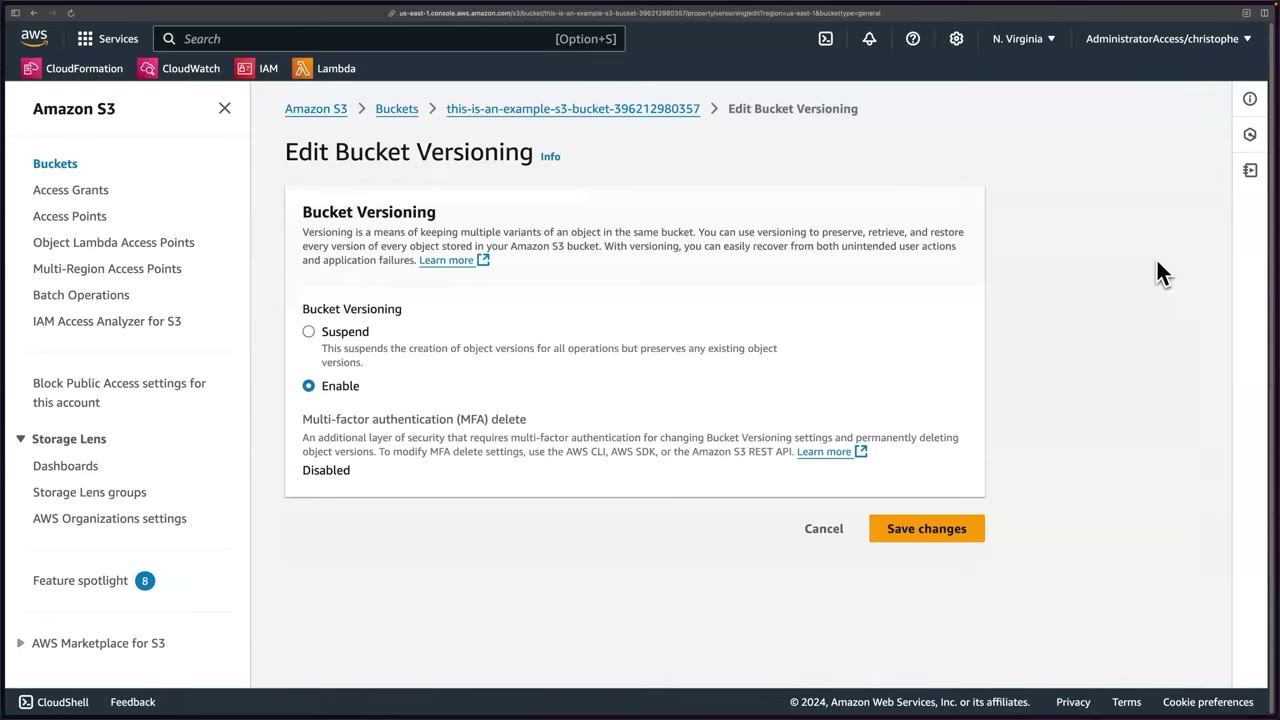 us-east-1.console.aws.amazon.com/s3/bucket/this-is-an-example-s3-bucket-396212980357/property/versioning/edit?region=us-east-1&buckettype=general
aws
Services
Search
[Option+S]
N. Virginia
AdministratorAccess/christophe
CloudFormation
CloudWatch
IAM
Lambda
Amazon S3
Buckets
Access Grants
Access Points
Object Lambda Access Points
Multi-Region Access Points
Batch Operations
IAM Access Analyzer for S3
Block Public Access settings for
this account
Storage Lens
Dashboards
Storage Lens groups
AWS Organizations settings
Feature spotlight 8
AWS Marketplace for S3
Amazon S3 > Buckets > this-is-an-example-s3-bucket-396212980357 > Edit Bucket Versioning
Edit Bucket Versioning Info
Bucket Versioning
Versioning is a means of keeping multiple variants of an object in the same bucket. You can use versioning to preserve, retrieve, and restore
every version of every object stored in your Amazon S3 bucket. With versioning, you can easily recover from both unintended user actions
and application failures. Learn more
Bucket Versioning
Suspend
This suspends the creation of object versions for all operations but preserves any existing object
versions.
Enable
Multi-factor authentication (MFA) delete
An additional layer of security that requires multi-factor authentication for changing Bucket Versioning settings and permanently deleting
object versions. To modify MFA delete settings, use the AWS CLI, AWS SDK, or the Amazon S3 REST API. Learn more
Disabled
Cancel
Save changes
CloudShell
Feedback
© 2024, Amazon Web Services, Inc. or its affiliates.
Privacy
Terms
Cookie preferences